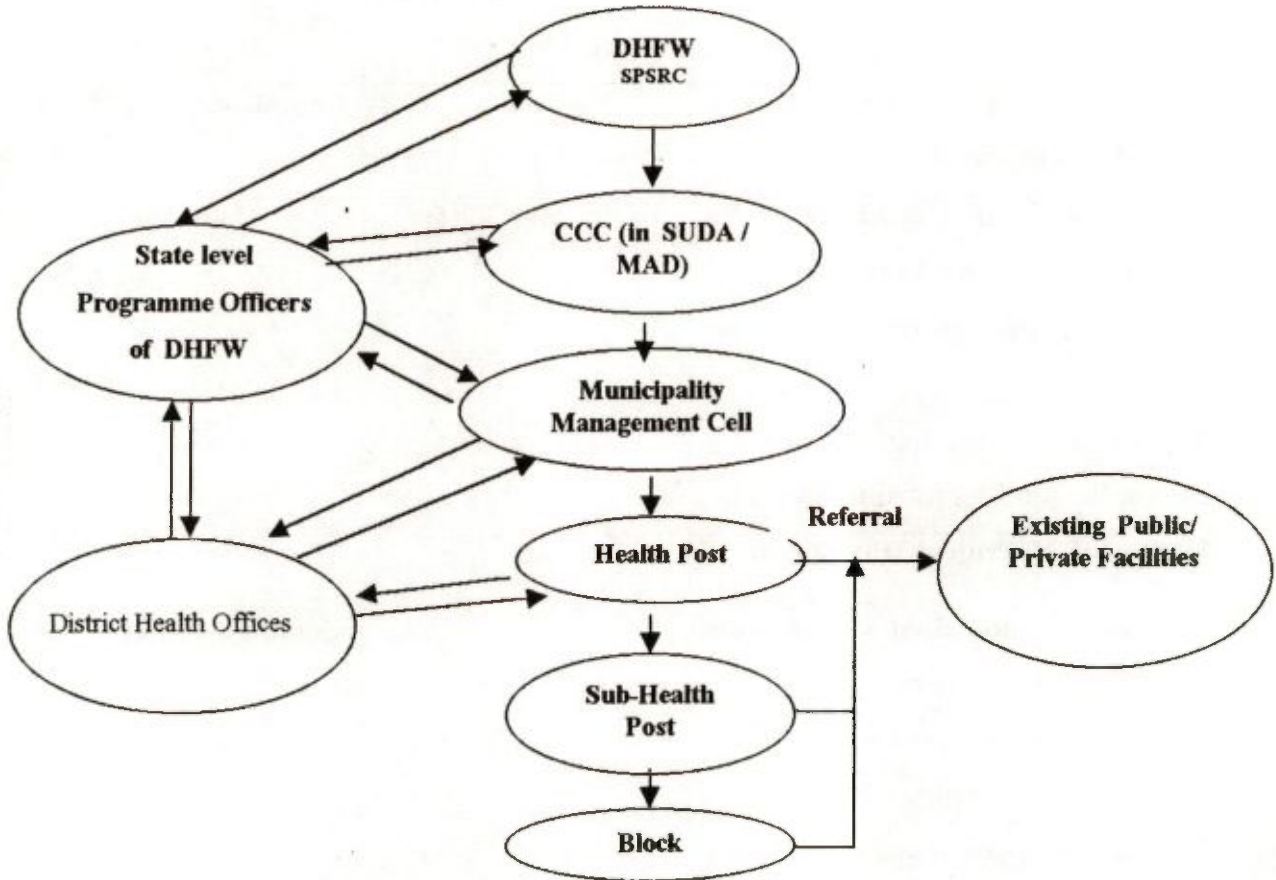 DHFW
SPSRC
CCC (in SUDA /
MAD)
State level
Programme Officers
of DHFW
Municipality
Management Cell
Referral
Existing Public/
Private Facilities
Health Post
District Health Offices
Sub-Health
Post
Block